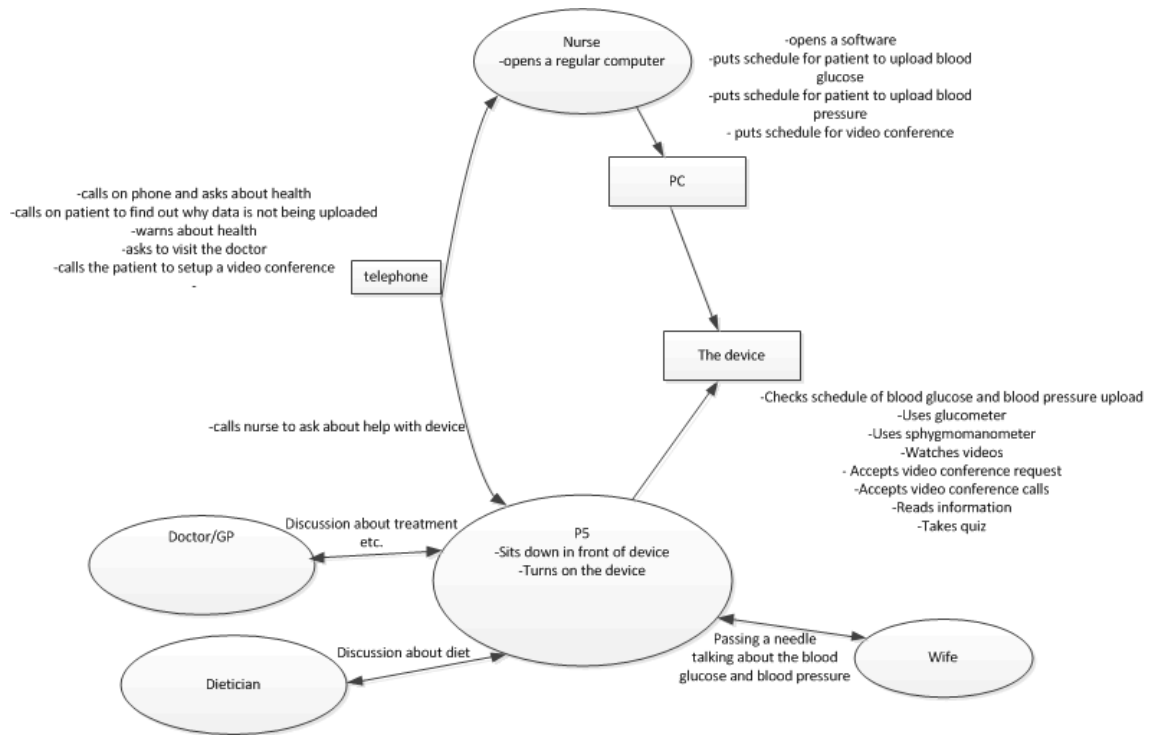 Nurse
-opens a regular computer
-opens a software
-puts schedule for patient to upload blood
glucose
-puts schedule for patient to upload blood
pressure
- puts schedule for video conference
PC
-calls on phone and asks about health
-calls on patient to find out why data is not being uploaded
-warns about health
-asks to visit the doctor
-calls the patient to setup a video conference
-
telephone
The device
-Checks schedule of blood glucose and blood pressure upload
-Uses glucometer
-Uses sphygmomanometer
-Watches videos
- Accepts video conference request
-Accepts video conference calls
-Reads information
-Takes quiz
-calls nurse to ask about help with device
Doctor/GP
Discussion about treatment
etc.
P5
-Sits down in front of device
-Turns on the device
Discussion about diet
Dietician
Passing a needle
talking about the blood
glucose and blood pressure
Wife